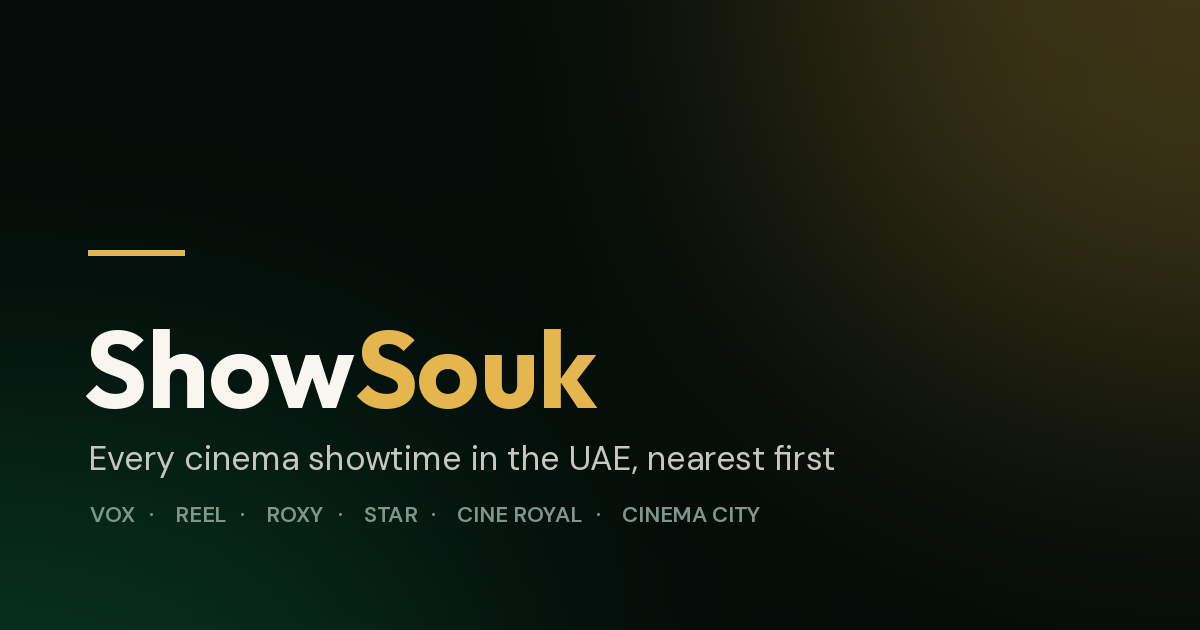 ShowSouk
Every cinema showtime in the UAE, nearest first
VOX · REEL · ROXY · STAR · CINE ROYAL · CINEMA CITY